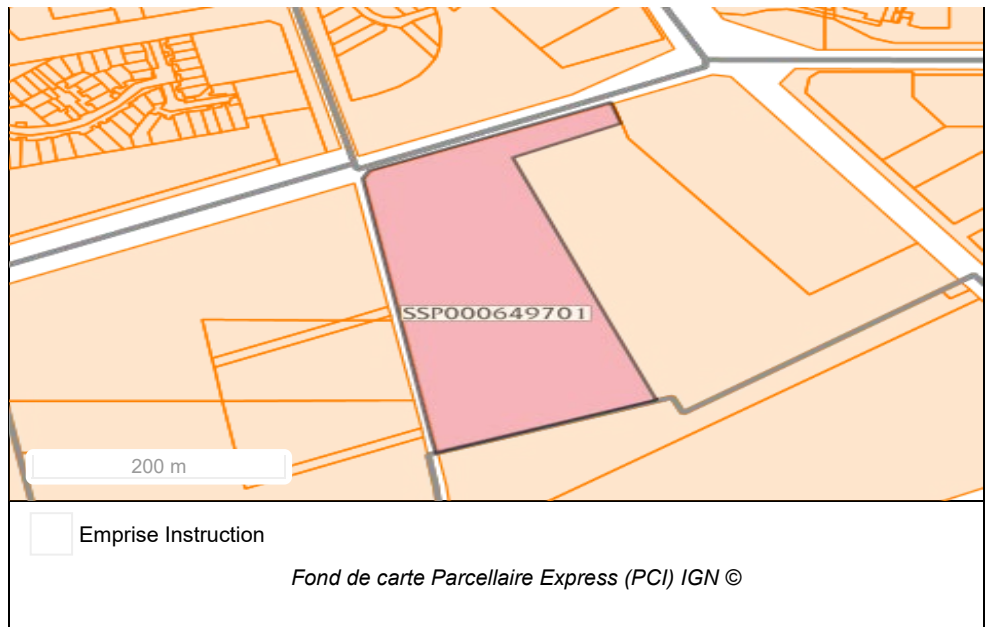 SSP000649701
200 m
Emprise Instruction
Fond de carte Parcellaire Express (PCI) IGN ©